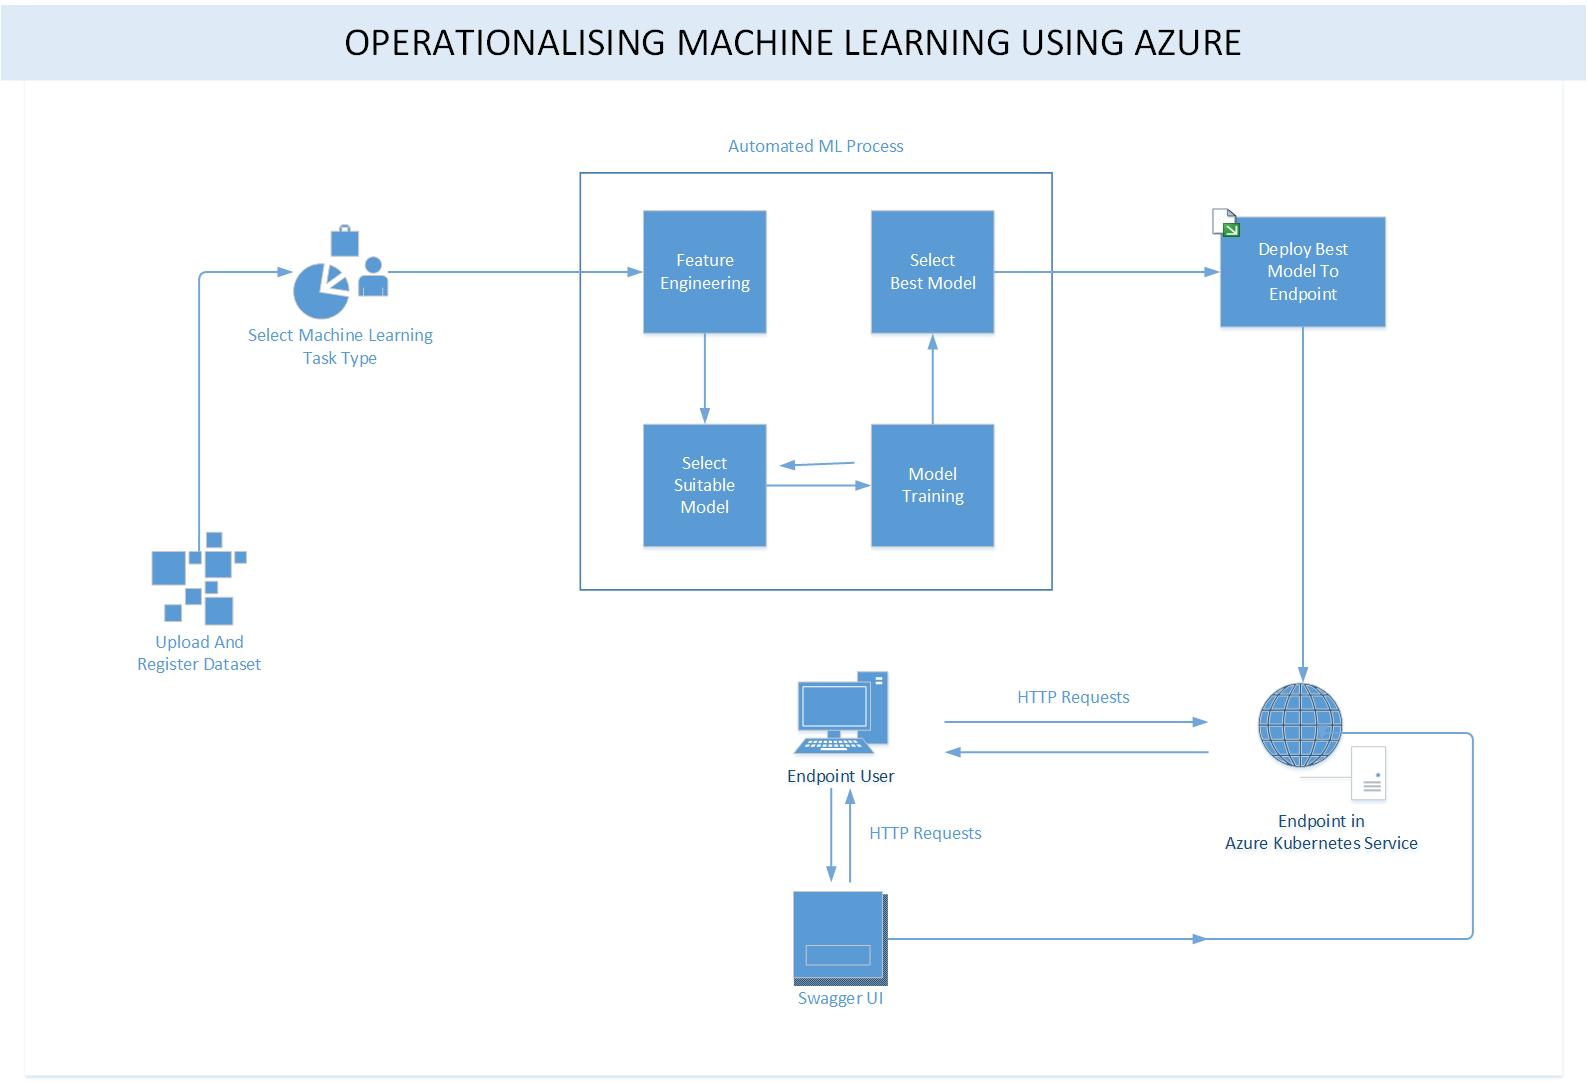 OPERATIONALISING MACHINE LEARNING USING AZURE
Automated ML Process
Select Machine Learning
Task Type
Feature
Engineering
Select
Best Model
Deploy Best
Model To
Endpoint
Select
Suitable
Model
Model
Training
Upload And
Register Dataset
HTTP Requests
Endpoint User
HTTP Requests
Endpoint in
Azure Kubernetes Service
Swagger UI